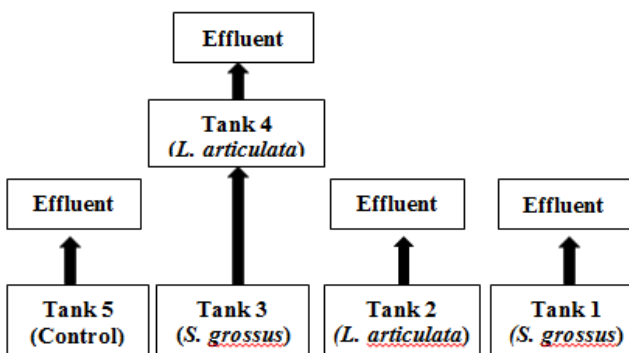 Effluent
Tank 4
(L. articulata)
Effluent
Effluent
Effluent
Tank 5
(Control)
Tank 3
(S. grossus)
Tank 2
(L. articulata)
Tank 1
(S. grossus)